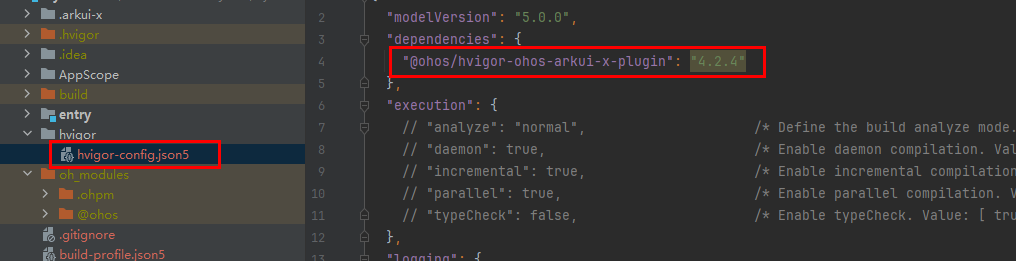 .arkui-x
.hvigor
.idea
AppScope
build
entry
hvigor
hvigor-config.json5
oh_modules
.ohpm
@ohos
.gitignore
build-profile.json5
2 "modelVersion": "5.0.0",
3 "dependencies": {
4 "@ohos/hvigor-ohos-arkui-x-plugin": "4.2.4"
5 },
6 "execution": {
7 // "analyze": "normal", /* Define the build analyze mode.
8 // "daemon": true, /* Enable daemon compilation. Val
9 // "incremental": true, /* Enable incremental compilation
10 // "parallel": true, /* Enable parallel compilation. V
11 // "typeCheck": false, /* Enable typeCheck. Value: [ tru
12 },
13 "logging": {